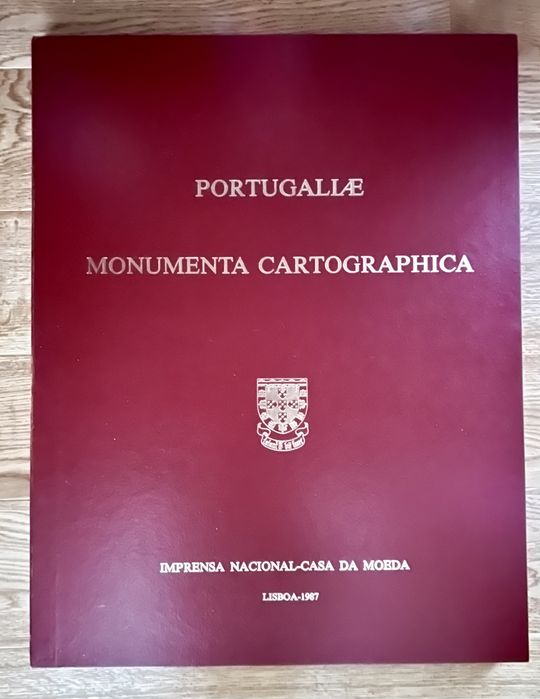 PORTUGALIÆ
MONUMENTA CARTOGRAPHICA
IMPRENSA NACIONAL-CASA DA MOEDA
LISBOA-1987